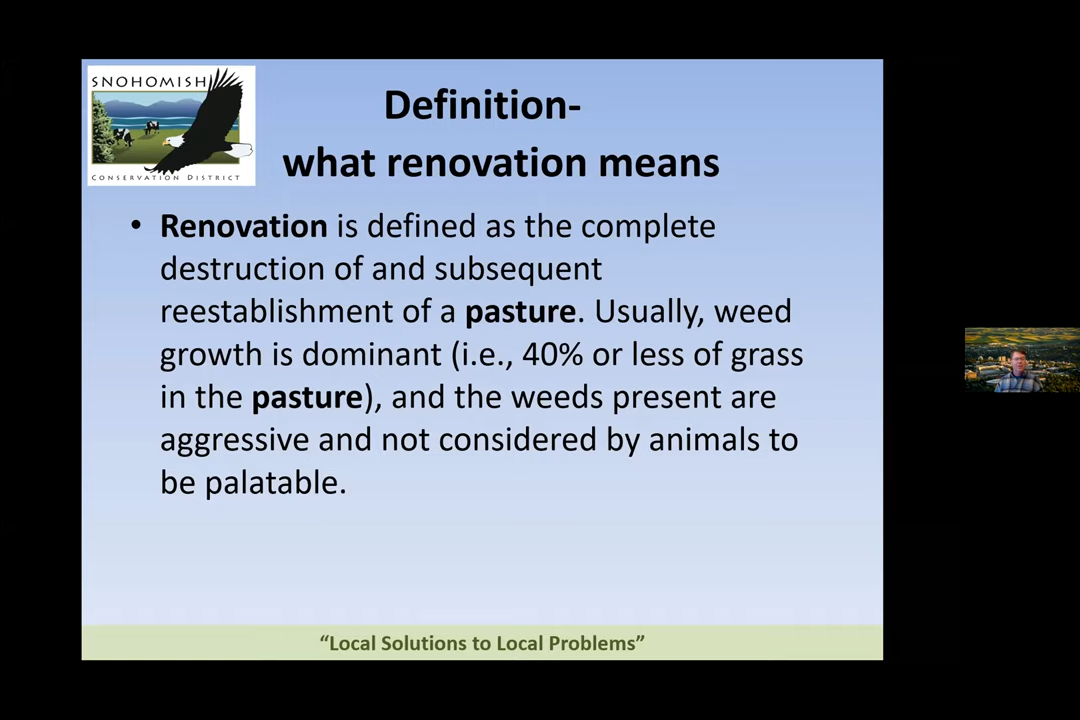 SNOHOMISH
CONSERVATION DISTRICT
Definition-
what renovation means
• Renovation is defined as the complete
destruction of and subsequent
reestablishment of a pasture. Usually, weed
growth is dominant (i.e., 40% or less of grass
in the pasture), and the weeds present are
aggressive and not considered by animals to
be palatable.
“Local Solutions to Local Problems”